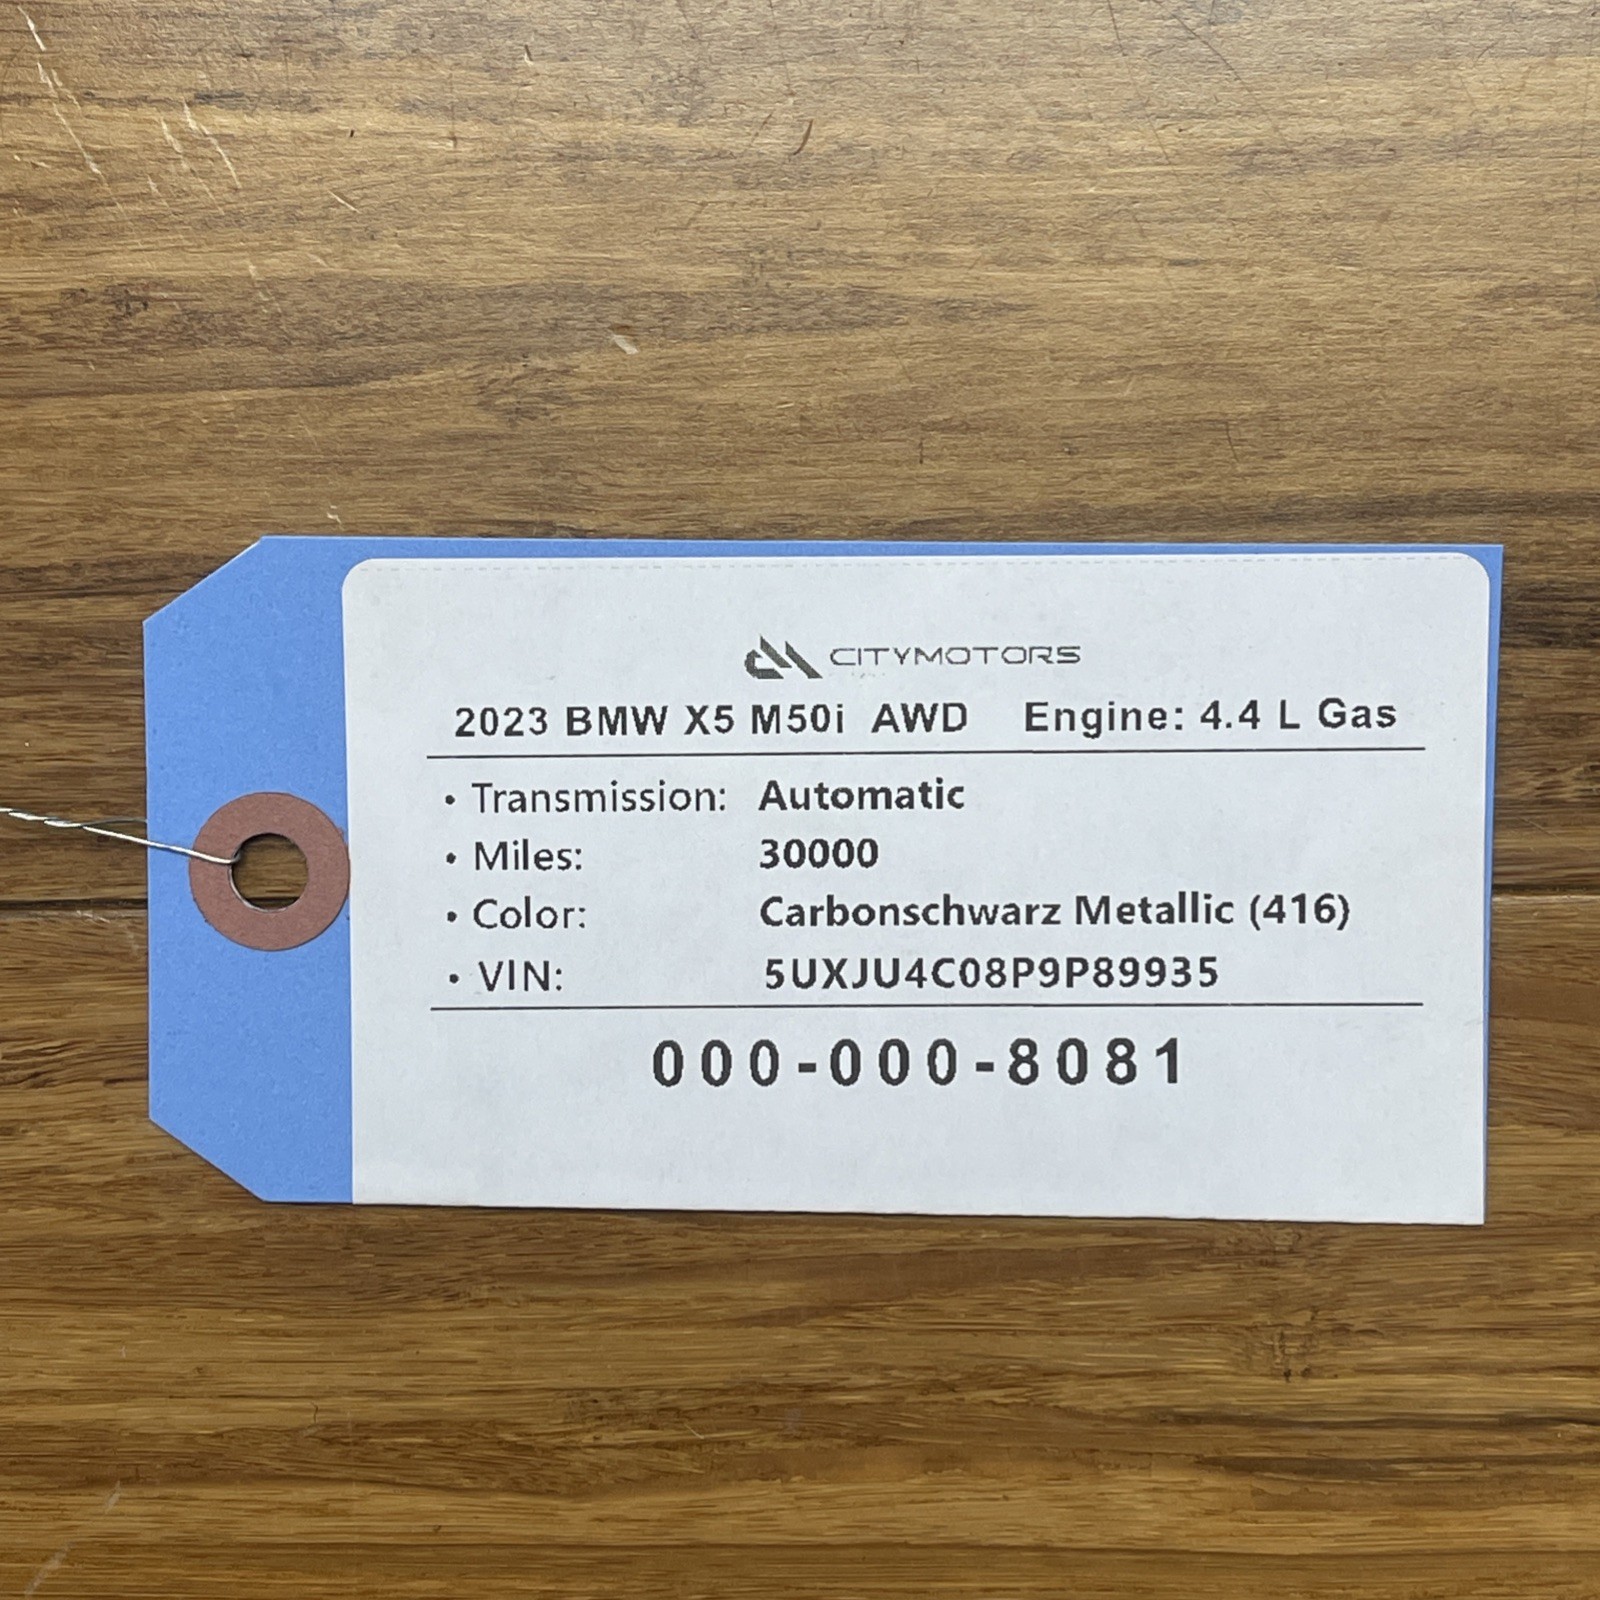 CITYMOTORS
2023 BMW X5 M50i AWD Engine: 4.4 L Gas
• Transmission: Automatic
• Miles: 30000
• Color: Carbonschwarz Metallic (416)
• VIN: 5UXJU4C08P9P89935
000-000-8081